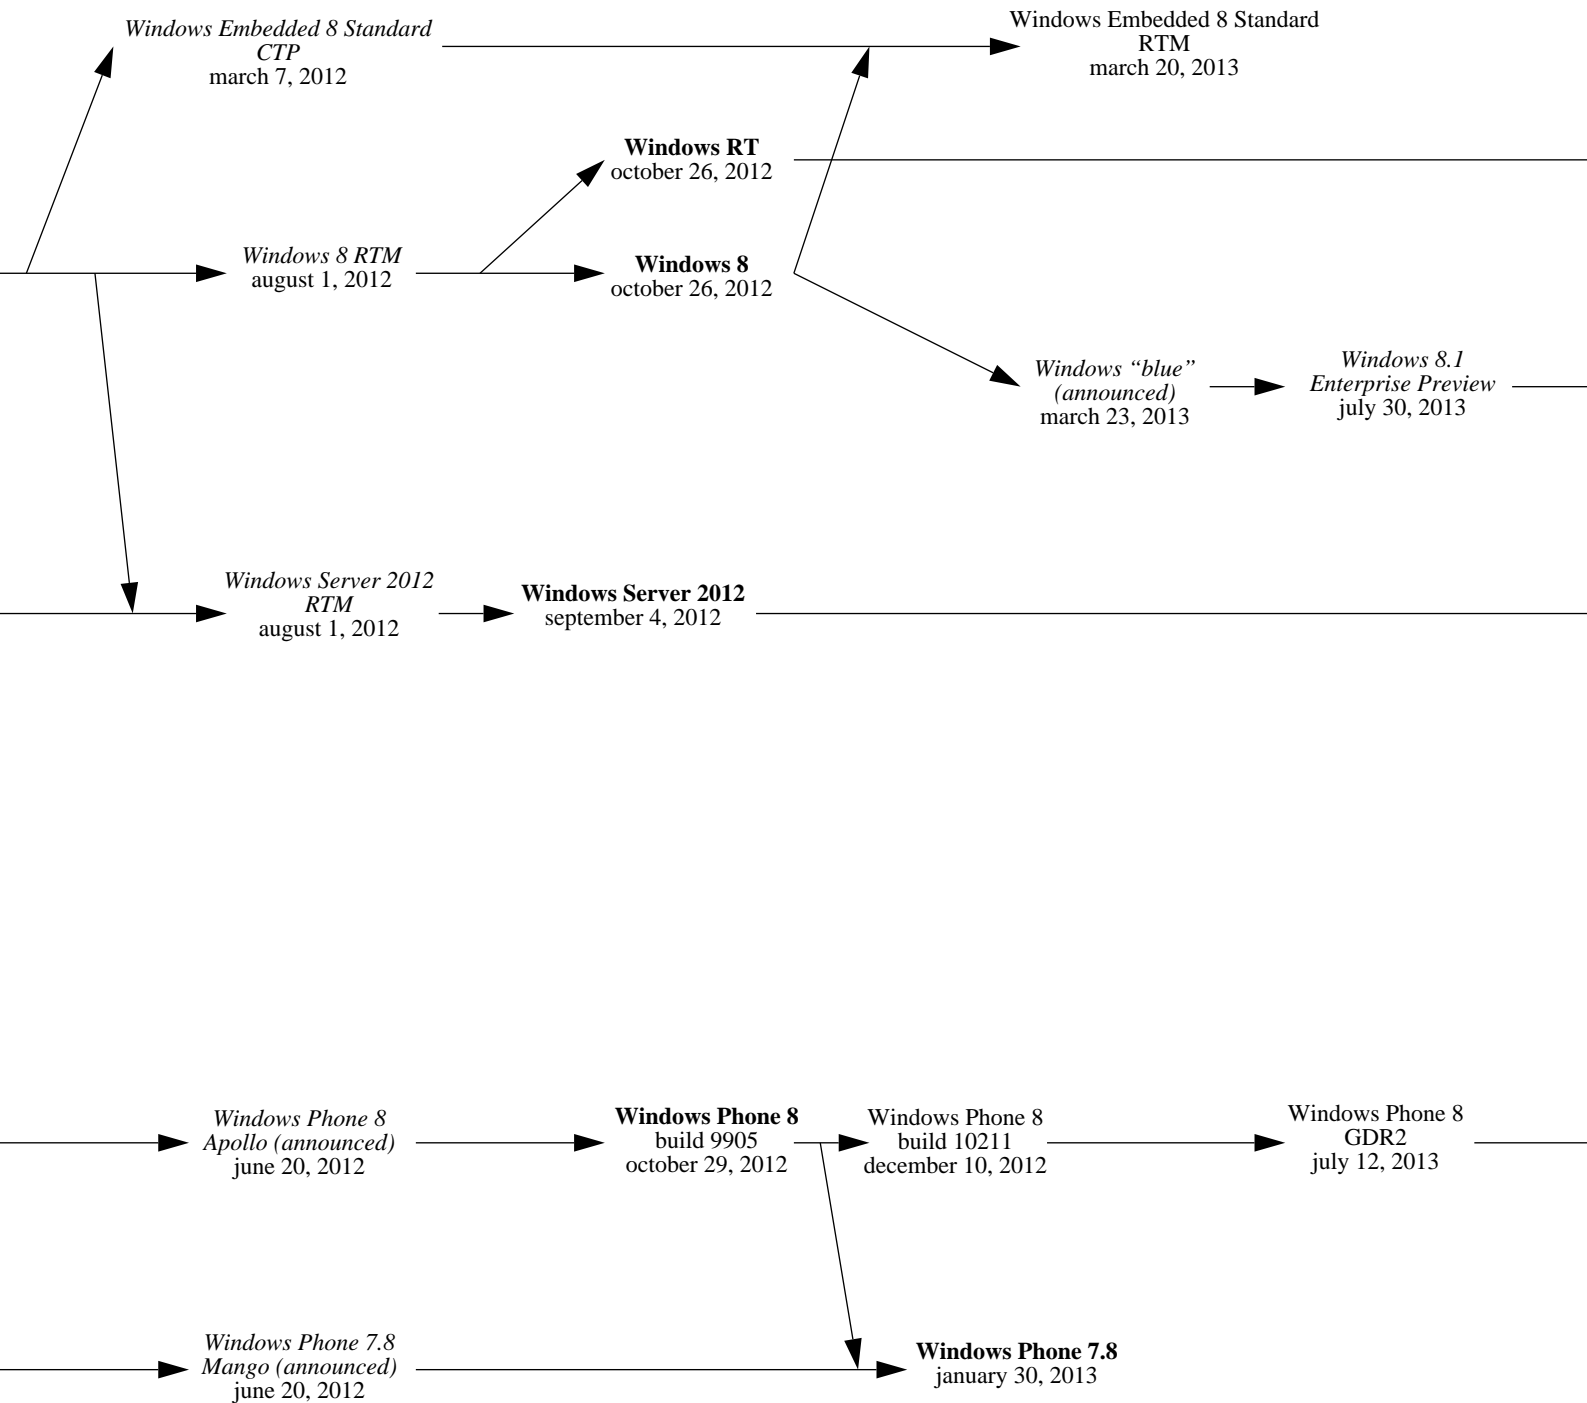 Windows Embedded 8 Standard
CTP
march 7, 2012
Windows Embedded 8 Standard
RTM
march 20, 2013
Windows RT
october 26, 2012
Windows 8 RTM
august 1, 2012
Windows 8
october 26, 2012
Windows “blue”
(announced)
march 23, 2013
Windows 8.1
Enterprise Preview
july 30, 2013
Windows Server 2012
RTM
august 1, 2012
Windows Server 2012
september 4, 2012
Windows Phone 8
Apollo (announced)
june 20, 2012
Windows Phone 8
build 9905
october 29, 2012
Windows Phone 8
build 10211
december 10, 2012
Windows Phone 8
GDR2
july 12, 2013
Windows Phone 7.8
Mango (announced)
june 20, 2012
Windows Phone 7.8
january 30, 2013